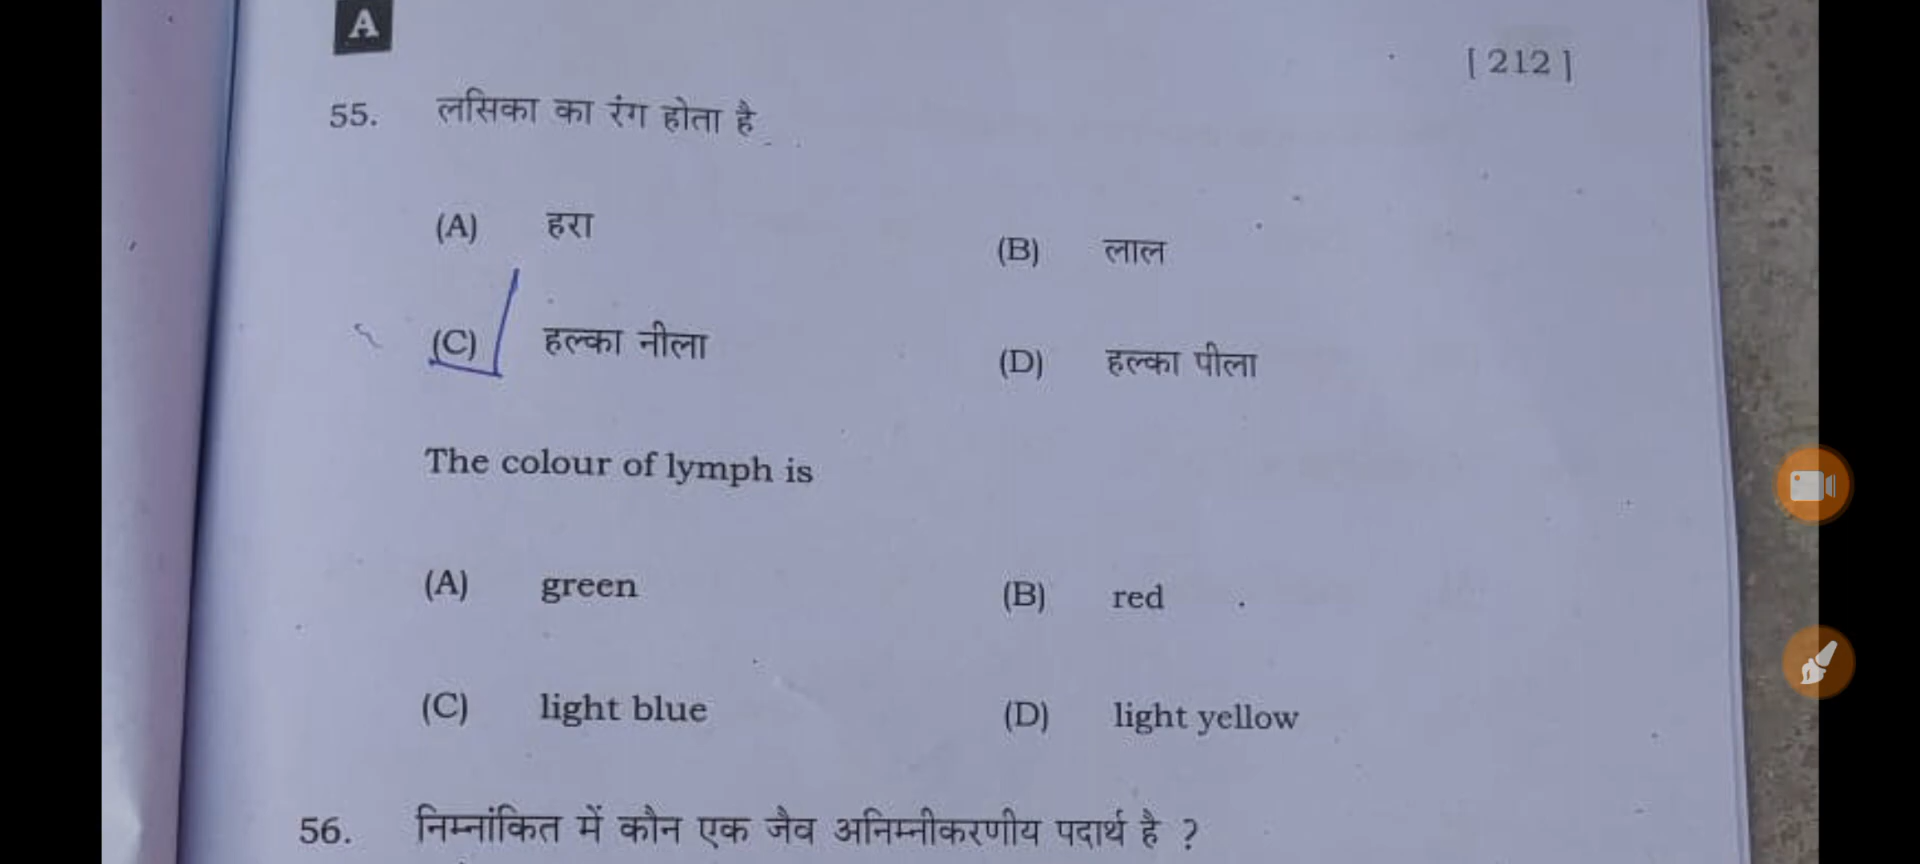 A
[ 212 ]
55. लसिका का रंग होता है
(A) हरा
(B) लाल
(C) हल्का नीला
(D) हल्का पीला
The colour of lymph is
(A) green
(B) red
(C) light blue
(D) light yellow
56. निम्नांकित में कौन एक जैव अनिम्नीकरणीय पदार्थ है ?